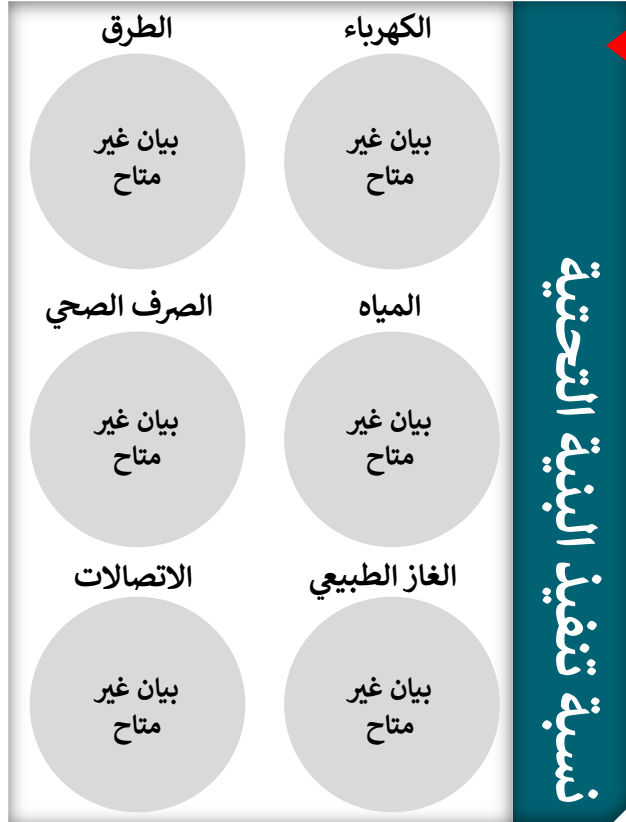 نسبة تنفيذ البنية التحتية
الكهرباء
بيان غير
متاح
الطرق
بيان غير
متاح
المياه
بيان غير
متاح
الصرف الصحي
بيان غير
متاح
الغاز الطبيعي
بيان غير
متاح
الاتصالات
بيان غير
متاح